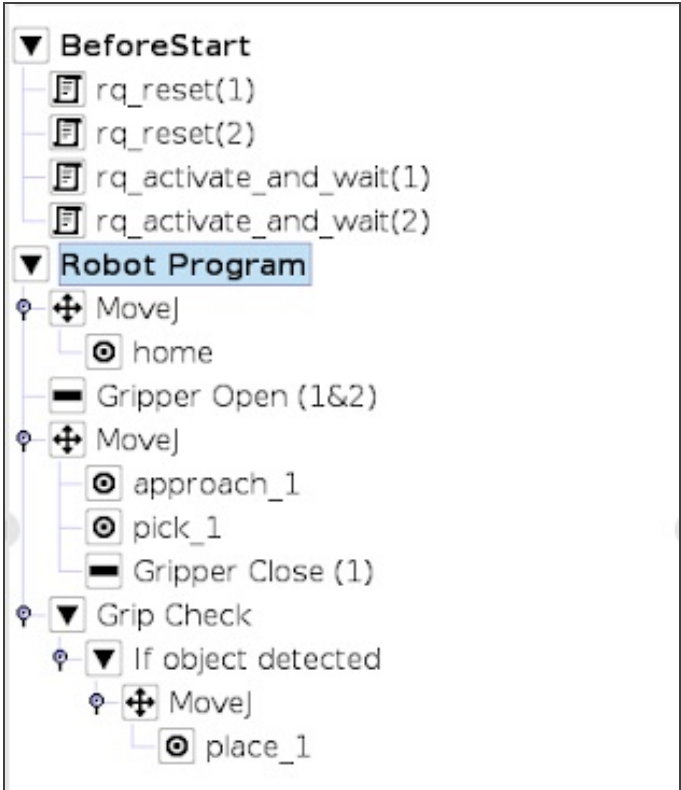 BeforeStart
rq_reset(1)
rq_reset(2)
rq_activate_and_wait(1)
rq_activate_and_wait(2)
Robot Program
MoveJ
home
Gripper Open (1&2)
MoveJ
approach_1
pick_1
Gripper Close (1)
Grip Check
If object detected
MoveJ
place_1